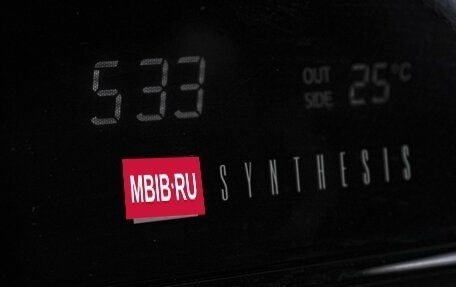 533
OUT SIDE 25°C
MBIB·RU SYNTHESIS